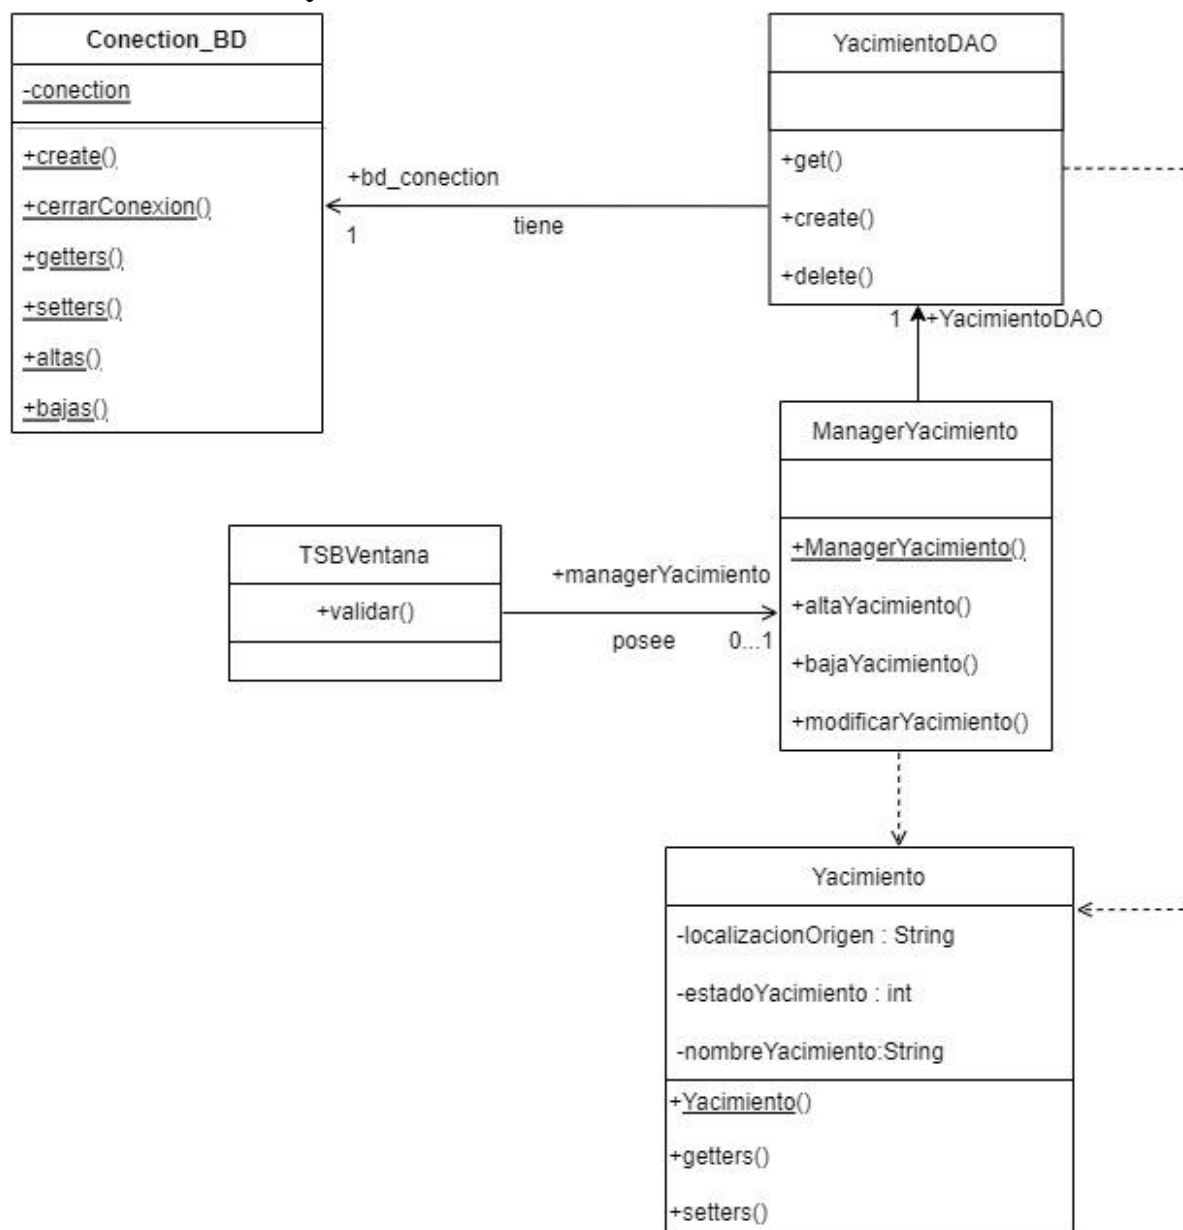 Conection_BD
-conection
+create()
+cerrarConexion()
+getters()
+setters()
+altas()
+bajas()
+bd_conection
1
tiene
YacimientoDAO
+get()
+create()
+delete()
1
+YacimientoDAO
ManagerYacimiento
+ManagerYacimiento()
+altaYacimiento()
+bajaYacimiento()
+modificarYacimiento()
TSBVentana
+validar()
+managerYacimiento
posee
0...1
Yacimiento
-localizacionOrigen : String
-estadoYacimiento : int
-nombreYacimiento:String
+Yacimiento()
+getters()
+setters()